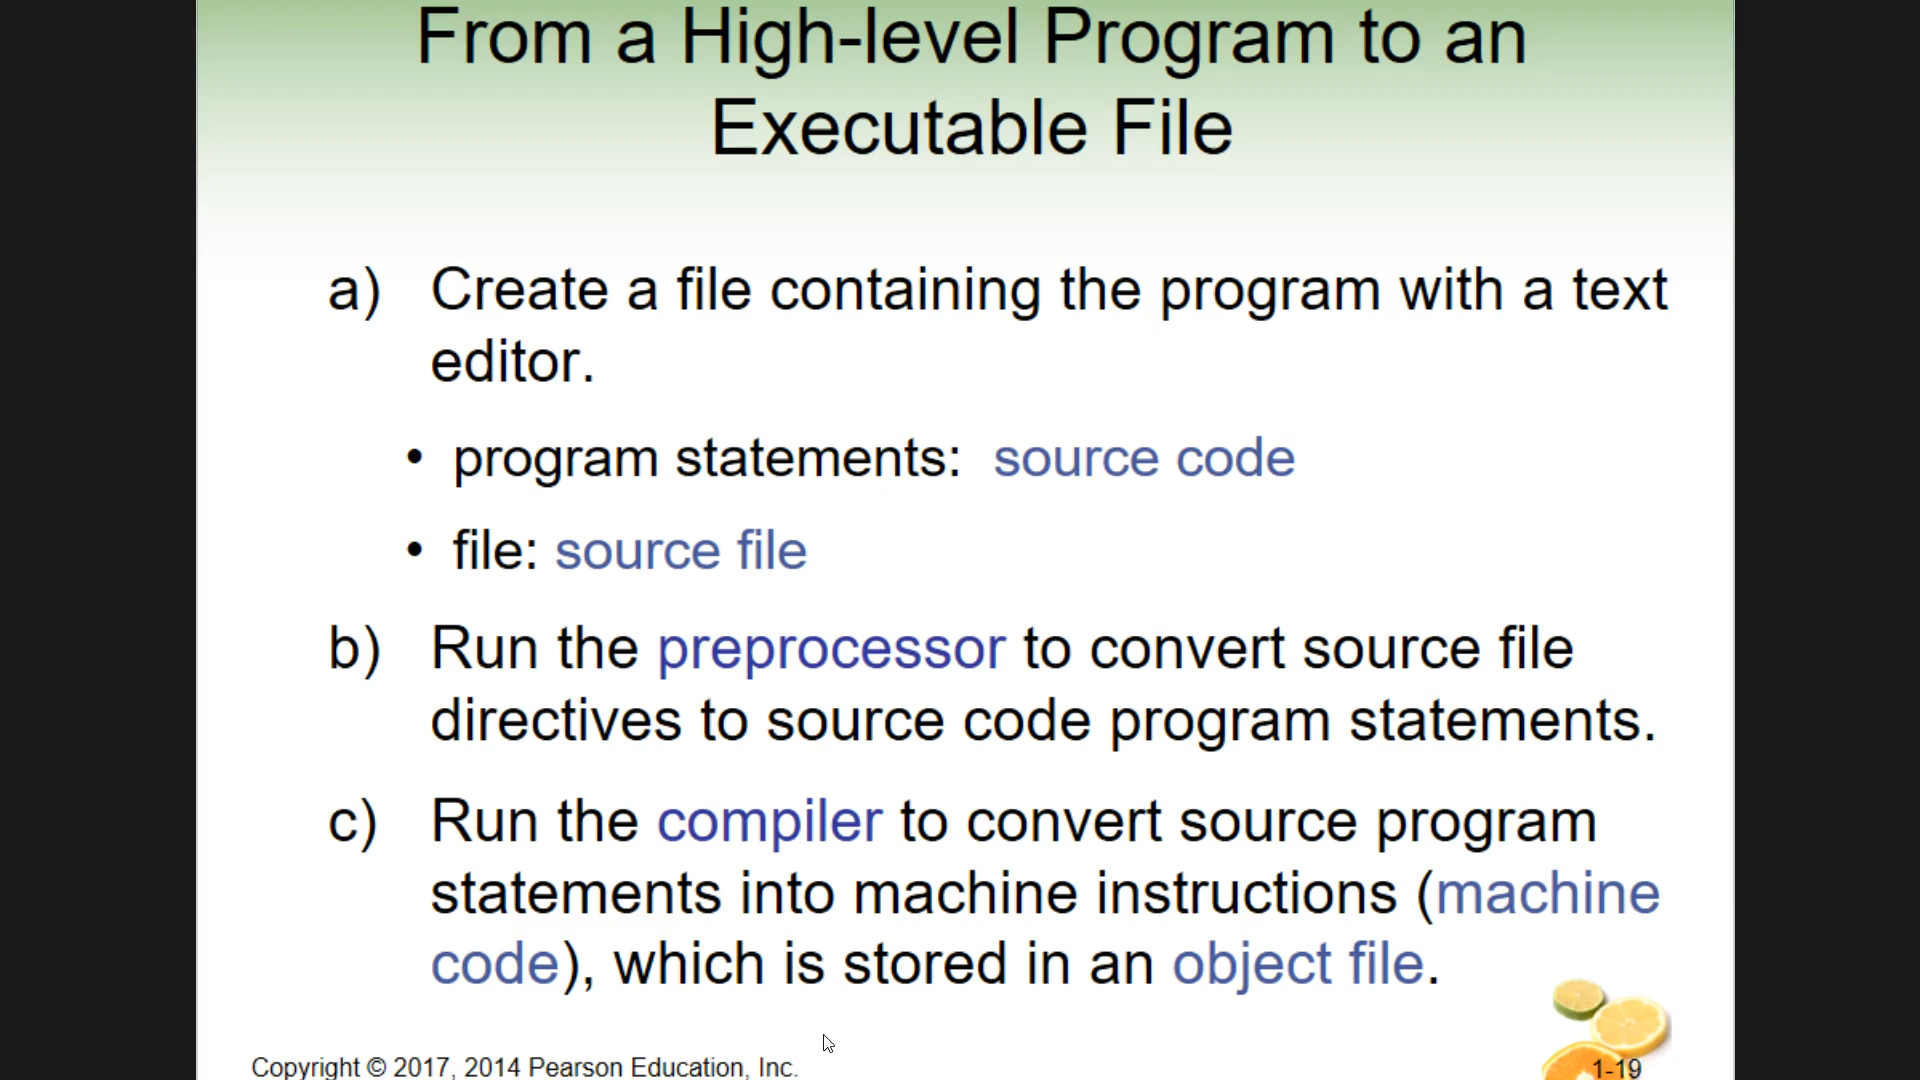 From a High-level Program to an
Executable File
a) Create a file containing the program with a text
editor.
• program statements: source code
• file: source file
b) Run the preprocessor to convert source file
directives to source code program statements.
c) Run the compiler to convert source program
statements into machine instructions (machine
code), which is stored in an object file.
Copyright © 2017, 2014 Pearson Education, Inc.
1-19